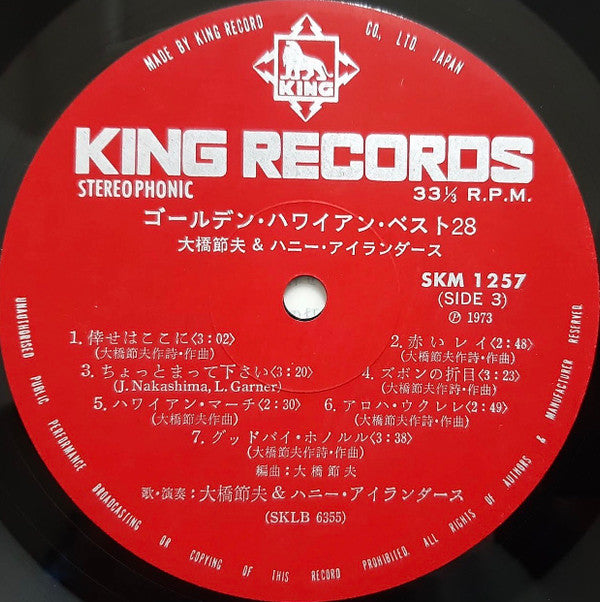 MADE BY KING RECORD CO., LTD. JAPAN
KING
KING RECORDS
STEREOPHONIC
33⅓ R.P.M.
ゴールデン・ハワイアン・ベスト28
大橋節夫 & ハニー・アイランダース
SKM 1257
(SIDE 3)
Ⓟ 1973
1. 倖せはここに〈3:02〉
(大橋節夫作詩・作曲)
2. 赤いレイ〈2:48〉
(大橋節夫作詩・作曲)
3. ちょっとまって下さい〈3:20〉
(J. Nakashima, L. Garner)
4. ズボンの折目〈3:23〉
(大橋節夫作詩・作曲)
5. ハワイアン・マーチ〈2:30〉
(大橋節夫作曲)
6. アロハ・ウクレレ〈2:49〉
(大橋節夫作曲)
7. グッドバイ・ホノルル〈3:38〉
(大橋節夫作詩・作曲)
編曲:大橋節夫
歌・演奏:大橋節夫 & ハニー・アイランダース
(SKLB 6355)
UNAUTHORISED PUBLIC PERFORMANCE BROADCASTING OR COPYING OF THIS RECORD PROHIBITED. ALL RIGHTS OF AUTHORS & MANUFACTURER RESERVED.